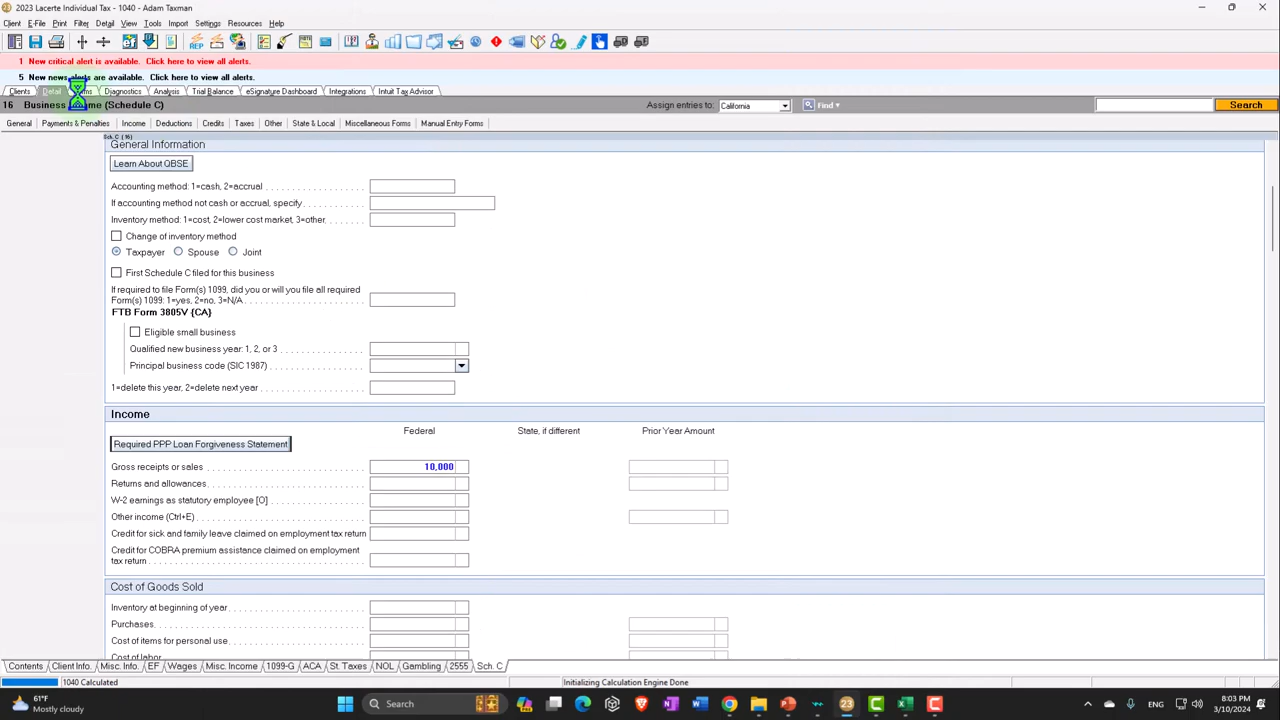 2023 Lacerte Individual Tax - 1040 - Adam Taxman
Client E-File Print Filter Detail View Tools Import Settings Resources Help
1 New critical alert is available. Click here to view all alerts.
5 New news alerts are available. Click here to view all alerts.
Clients Detail Diagnostics Analysis Trial Balance eSignature Dashboard Integrations Intuit Tax Advisor
16 Business Income (Schedule C) Assign entries to: California Find Search
General Payments & Penalties Income Deductions Credits Taxes Other State & Local Miscellaneous Forms Manual Entry Forms
Sch. C (16)
General Information
Learn About QBSE
Accounting method: 1=cash, 2=accrual
If accounting method not cash or accrual, specify
Inventory method: 1=cost, 2=lower cost market, 3=other
Change of inventory method
Taxpayer Spouse Joint
First Schedule C filed for this business
If required to file Form(s) 1099, did you or will you file all required
Form(s) 1099: 1=yes, 2=no, 3=N/A
FTB Form 3805V {CA}
Eligible small business
Qualified new business year: 1, 2, or 3
Principal business code (SIC 1987)
1=delete this year, 2=delete next year
Income
Federal State, if different Prior Year Amount
Required PPP Loan Forgiveness Statement
Gross receipts or sales 10,000
Returns and allowances
W-2 earnings as statutory employee [O]
Other income (Ctrl+E)
Credit for sick and family leave claimed on employment tax return
Credit for COBRA premium assistance claimed on employment
tax return
Cost of Goods Sold
Inventory at beginning of year
Purchases
Cost of items for personal use
Cost of labor
Contents Client Info. Misc. Info. EF Wages Misc. Income 1099-G ACA St. Taxes NOL Gambling 2555 Sch. C
1040 Calculated Initializing Calculation Engine Done
61°F
Mostly cloudy
Search
23
ENG
8:03 PM
3/10/2024